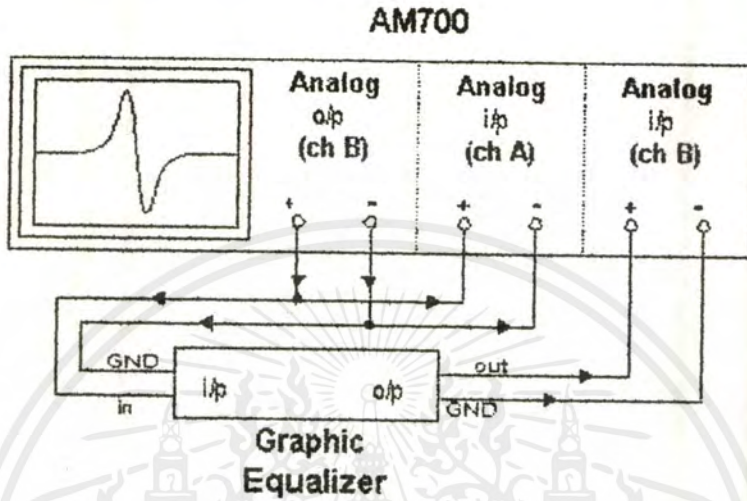 AM700
Analog
o/p
(ch B)
Analog
i/p
(ch A)
Analog
i/p
(ch B)
+ -
+ -
+ -
GND
in
i/p
o/p
out
GND
Graphic
Equalizer